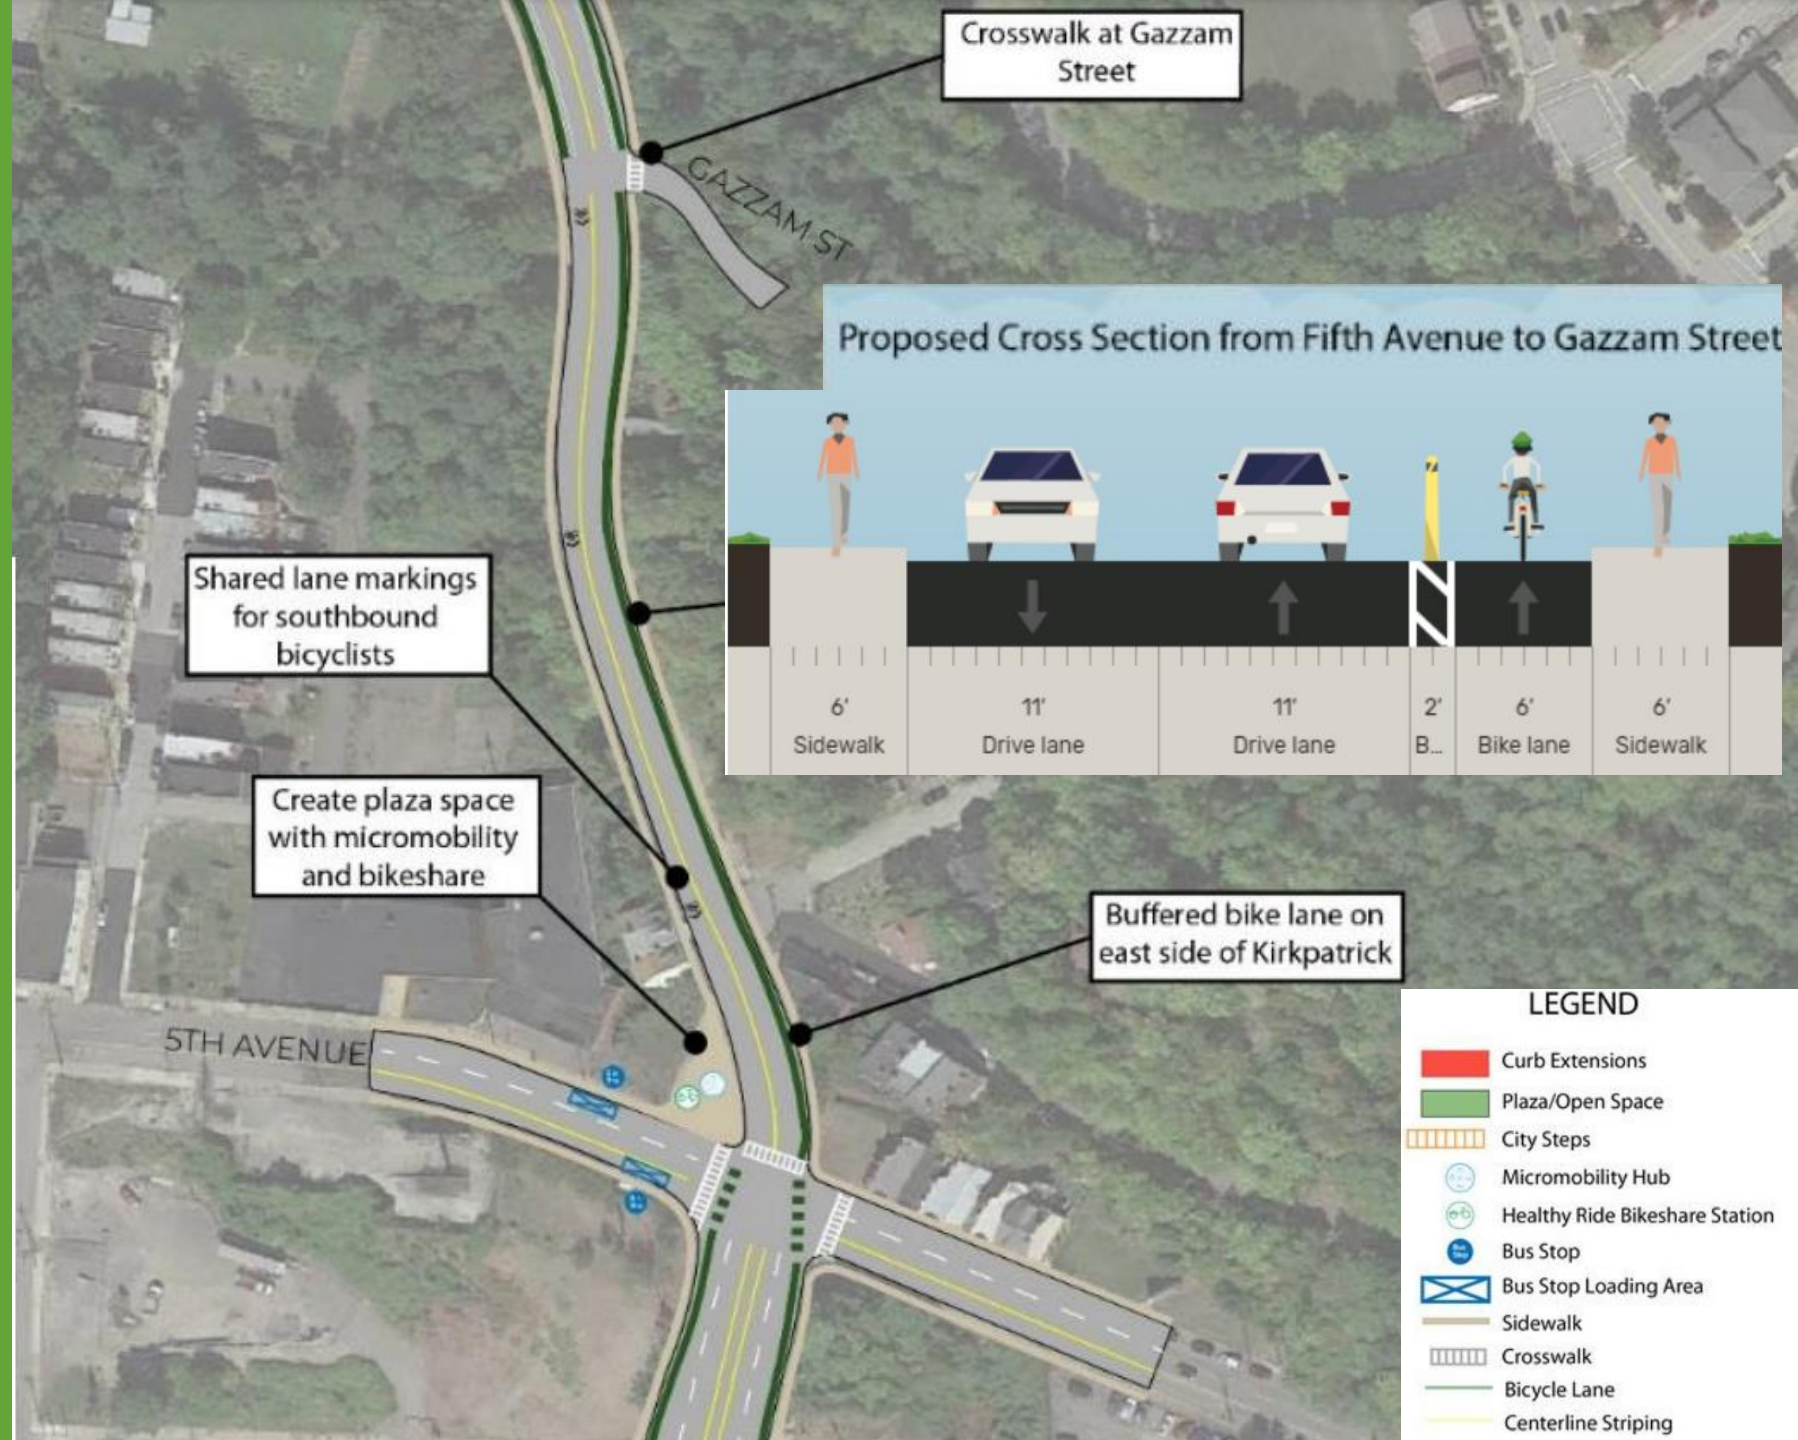 Crosswalk at Gazzam
Street
GAZZAM ST
Proposed Cross Section from Fifth Avenue to Gazzam Street
6'
11'
11'
2'
6'
6'
Sidewalk
Drive lane
Drive lane
B...
Bike lane
Sidewalk
Shared lane markings
for southbound
bicyclists
Create plaza space
with micromobility
and bikeshare
Buffered bike lane on
east side of Kirkpatrick
5TH AVENUE
LEGEND
Curb Extensions
Plaza/Open Space
City Steps
Micromobility Hub
Healthy Ride Bikeshare Station
Bus Stop
Bus Stop
Bus Stop Loading Area
Sidewalk
Crosswalk
Bicycle Lane
Centerline Striping